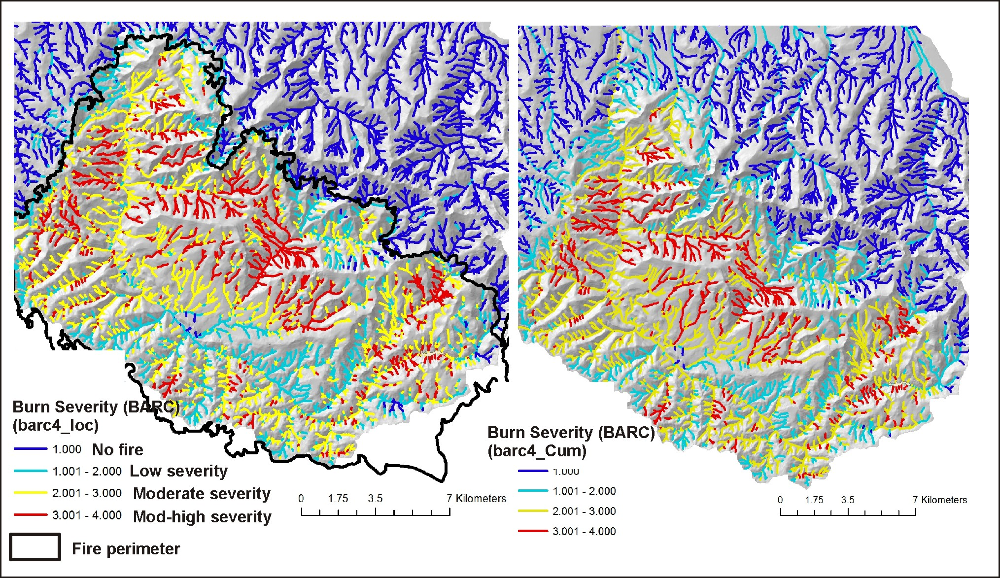 Burn Severity (BARC)
(barc4_loc)
1.000 No fire
1.001 - 2.000 Low severity
2.001 - 3.000 Moderate severity
3.001 - 4.000 Mod-high severity
Fire perimeter
0 1.75 3.5 7 Kilometers
Burn Severity (BARC)
(barc4_Cum)
1.000
1.001 - 2.000
2.001 - 3.000
3.001 - 4.000
0 1.75 3.5 7 Kilometers